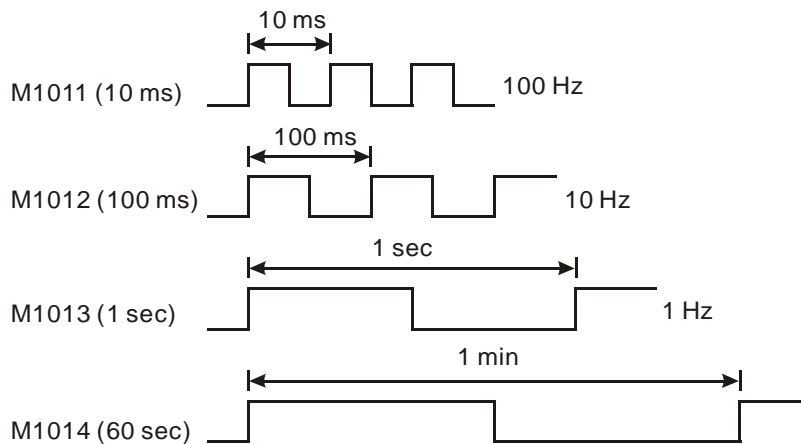 10 ms
M1011 (10 ms)
100 Hz
100 ms
M1012 (100 ms)
10 Hz
1 sec
M1013 (1 sec)
1 Hz
1 min
M1014 (60 sec)